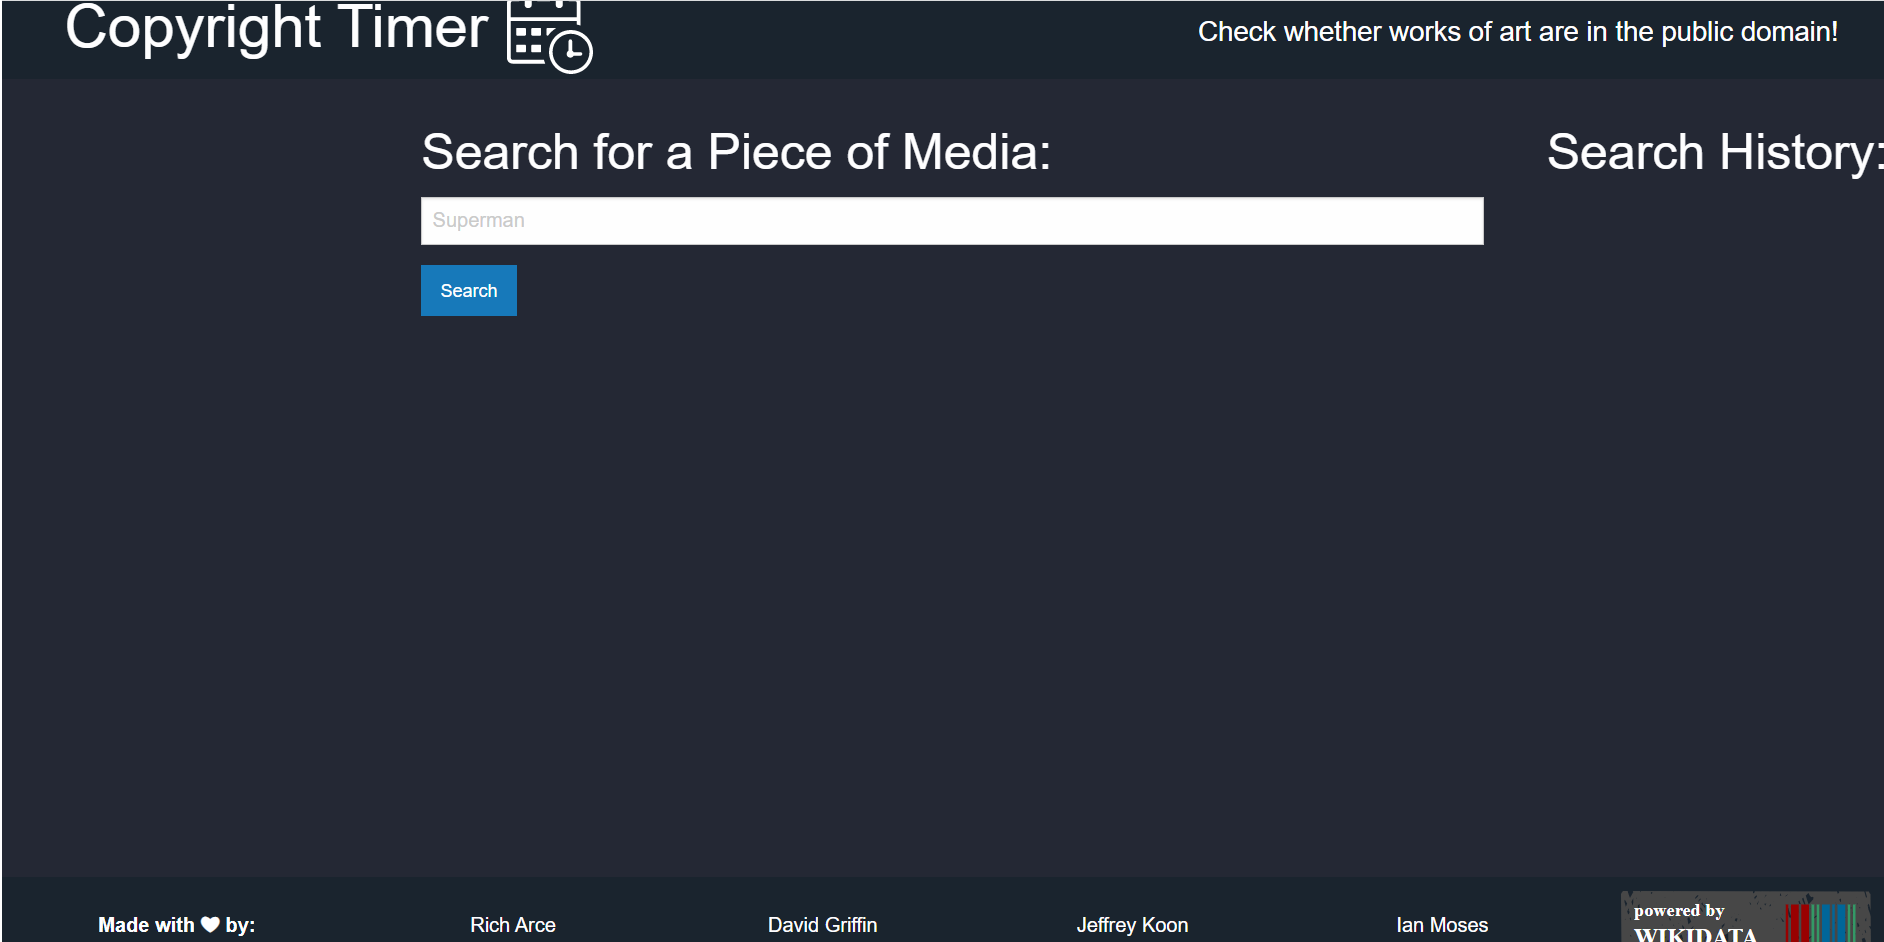 Copyright Timer
Check whether works of art are in the public domain!
Search for a Piece of Media:
Search History:
Superman
Search
Made with by:
Rich Arce
David Griffin
Jeffrey Koon
Ian Moses
powered by
WIKIDATA